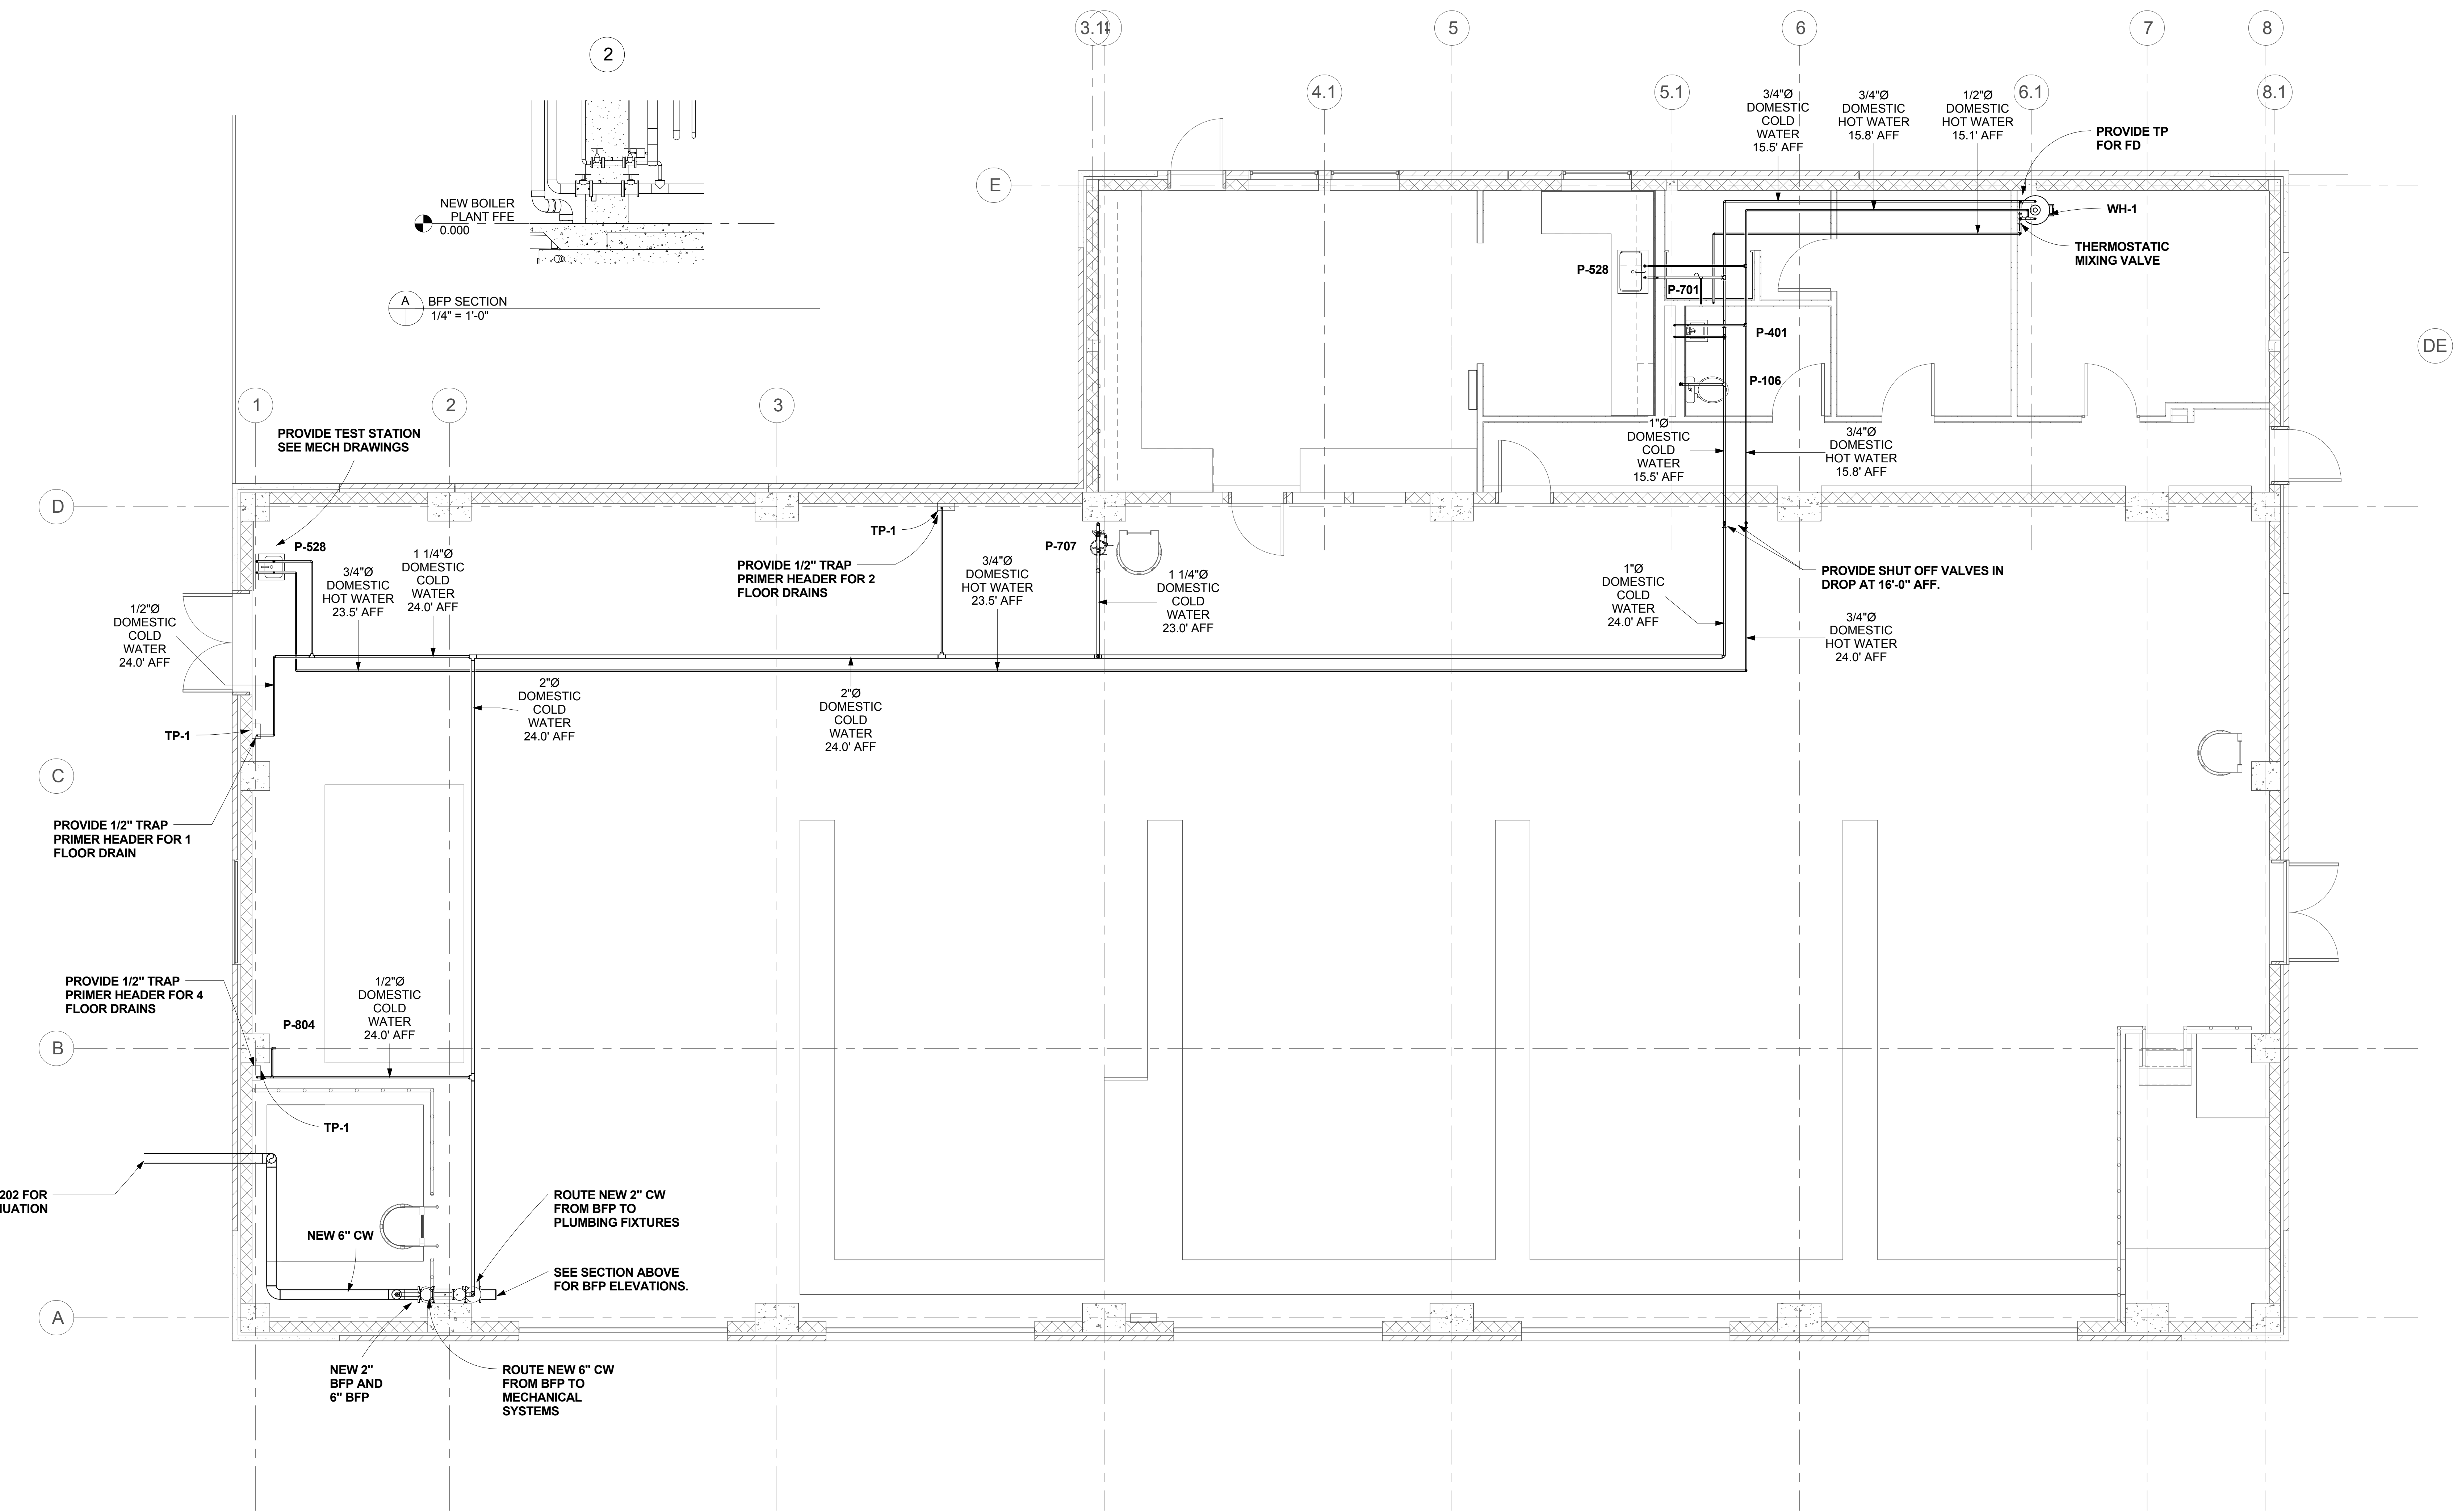 2
3.1
5
6
7
8
4.1
5.1
6.1
8.1
3/4"Ø
DOMESTIC
COLD
WATER
15.5' AFF
3/4"Ø
DOMESTIC
HOT WATER
15.8' AFF
1/2"Ø
DOMESTIC
HOT WATER
15.1' AFF
PROVIDE TP
FOR FD
E
WH-1
NEW BOILER
PLANT FFE
0.000
THERMOSTATIC
MIXING VALVE
P-528
P-701
A
BFP SECTION
1/4" = 1'-0"
P-401
DE
P-106
1
2
3
PROVIDE TEST STATION
SEE MECH DRAWINGS
1"Ø
DOMESTIC
COLD
WATER
15.5' AFF
3/4"Ø
DOMESTIC
HOT WATER
15.8' AFF
D
TP-1
P-528
P-707
1 1/4"Ø
DOMESTIC
COLD
WATER
24.0' AFF
3/4"Ø
DOMESTIC
HOT WATER
23.5' AFF
PROVIDE 1/2" TRAP
PRIMER HEADER FOR 2
FLOOR DRAINS
3/4"Ø
DOMESTIC
HOT WATER
23.5' AFF
1 1/4"Ø
DOMESTIC
COLD
WATER
23.0' AFF
1"Ø
DOMESTIC
COLD
WATER
24.0' AFF
PROVIDE SHUT OFF VALVES IN
DROP AT 16'-0" AFF.
1/2"Ø
DOMESTIC
COLD
WATER
24.0' AFF
3/4"Ø
DOMESTIC
HOT WATER
24.0' AFF
2"Ø
DOMESTIC
COLD
WATER
24.0' AFF
2"Ø
DOMESTIC
COLD
WATER
24.0' AFF
TP-1
C
PROVIDE 1/2" TRAP
PRIMER HEADER FOR 1
FLOOR DRAIN
PROVIDE 1/2" TRAP
PRIMER HEADER FOR 4
FLOOR DRAINS
1/2"Ø
DOMESTIC
COLD
WATER
24.0' AFF
P-804
B
TP-1
202 FOR
NEW 6" CW
ROUTE NEW 2" CW
FROM BFP TO
PLUMBING FIXTURES
SEE SECTION ABOVE
FOR BFP ELEVATIONS.
A
NEW 2"
BFP AND
6" BFP
ROUTE NEW 6" CW
FROM BFP TO
MECHANICAL
SYSTEMS